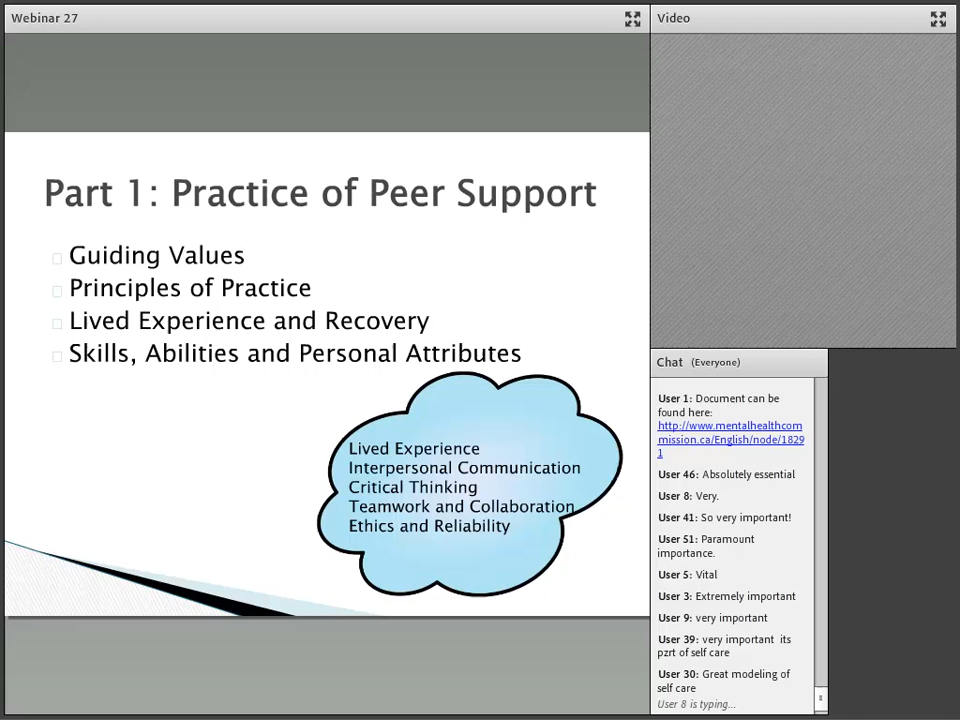 Webinar 27
Video
Part 1: Practice of Peer Support
Guiding Values
Principles of Practice
Lived Experience and Recovery
Skills, Abilities and Personal Attributes
Lived Experience
Interpersonal Communication
Critical Thinking
Teamwork and Collaboration
Ethics and Reliability
Chat (Everyone)
User 1: Document can be
found here:
http://www.mentalhealthcom
mission.ca/English/node/1829
1
User 46: Absolutely essential
User 8: Very.
User 41: So very important!
User 51: Paramount
importance.
User 5: Vital
User 3: Extremely important
User 9: very important
User 39: very important its
pzrt of self care
User 30: Great modeling of
self care
User 8 is typing...